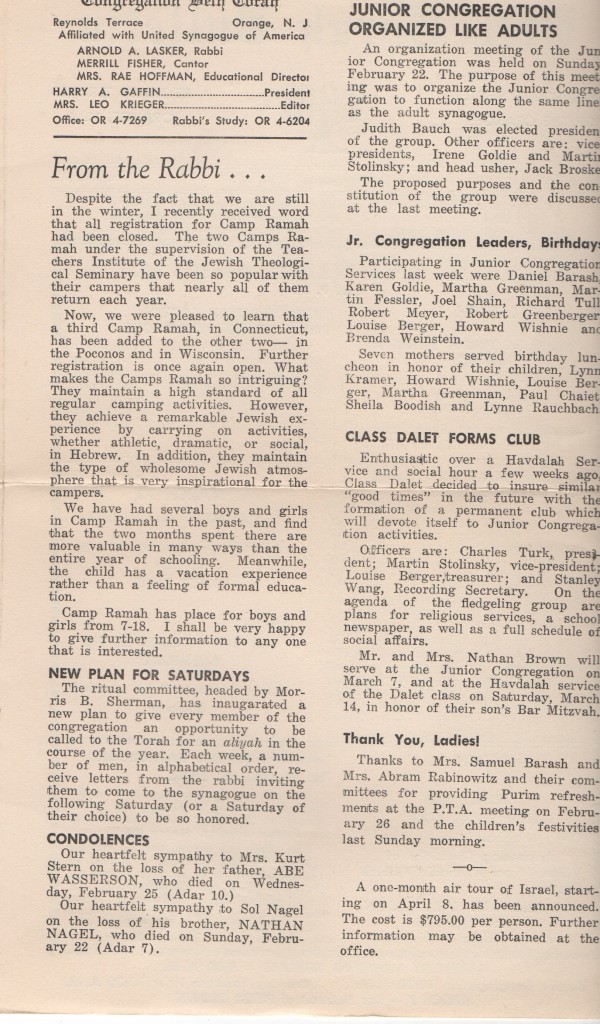 Congregation Beth Torah
Reynolds Terrace Orange, N. J.
Affiliated with United Synagogue of America
ARNOLD A. LASKER, Rabbi
MERRILL FISHER, Cantor
MRS. RAE HOFFMAN, Educational Director
HARRY A. GAFFIN........................President
MRS. LEO KRIEGER............................Editor
Office: OR 4-7269 Rabbi's Study: OR 4-6204
From the Rabbi . . .
Despite the fact that we are still
in the winter, I recently received word
that all registration for Camp Ramah
had been closed. The two Camps Ra-
mah under the supervision of the Tea-
chers Institute of the Jewish Theologi-
cal Seminary have been so popular with
their campers that nearly all of them
return each year.
Now, we were pleased to learn that
a third Camp Ramah, in Connecticut,
has been added to the other two— in
the Poconos and in Wisconsin. Further
registration is once again open. What
makes the Camps Ramah so intriguing?
They maintain a high standard of all
regular camping activities. However,
they achieve a remarkable Jewish ex-
perience by carrying on activities,
whether athletic, dramatic, or social,
in Hebrew. In addition, they maintain
the type of wholesome Jewish atmos-
phere that is very inspirational for the
campers.
We have had several boys and girls
in Camp Ramah in the past, and find
that the two months spent there are
more valuable in many ways than the
entire year of schooling. Meanwhile,
the child has a vacation experience
rather than a feeling of formal educa-
tion.
Camp Ramah has place for boys and
girls from 7-18. I shall be very happy
to give further information to any one
that is interested.
NEW PLAN FOR SATURDAYS
The ritual committee, headed by Mor-
ris B. Sherman, has inaugarated a
new plan to give every member of the
congregation an opportunity to be
called to the Torah for an aliyah in the
course of the year. Each week, a num-
ber of men, in alphabetical order, re-
ceive letters from the rabbi inviting
them to come to the synagogue on the
following Saturday (or a Saturday of
their choice) to be so honored.
CONDOLENCES
Our heartfelt sympathy to Mrs. Kurt
Stern on the loss of her father, ABE
WASSERSON, who died on Wednes-
day, February 25 (Adar 10.)
Our heartfelt sympathy to Sol Nagel
on the loss of his brother, NATHAN
NAGEL, who died on Sunday, Febru-
ary 22 (Adar 7).
JUNIOR CONGREGATION
ORGANIZED LIKE ADULTS
An organization meeting of the Jun
ior Congregation was held on Sunday
February 22. The purpose of this meet
ing was to organize the Junior Congre
gation to function along the same line
as the adult synagogue.
Judith Bauch was elected presiden
of the group. Other officers are: vice
presidents, Irene Goldie and Marti
Stolinsky; and head usher, Jack Broske
The proposed purposes and the con
stitution of the group were discusse
at the last meeting.
Jr. Congregation Leaders, Birthdays
Participating in Junior Congregation
Services last week were Daniel Barash,
Karen Goldie, Martha Greenman, Mar-
tin Fessler, Joel Shain, Richard Tull
Robert Meyer, Robert Greenberger
Louise Berger, Howard Wishnie and
Brenda Weinstein.
Seven mothers served birthday lun-
cheon in honor of their children, Lynn
Kramer, Howard Wishnie, Louise Ber-
ger, Martha Greenman, Paul Chaiet
Sheila Boodish and Lynne Rauchbach
CLASS DALET FORMS CLUB
Enthusiastic over a Havdalah Ser-
vice and social hour a few weeks ago,
Class Dalet decided to insure similar
"good times" in the future with the
formation of a permanent club which
will devote itself to Junior Congrega-
tion activities.
Officers are: Charles Turk, presi-
dent; Martin Stolinsky, vice-president;
Louise Berger,treasurer; and Stanley
Wang, Recording Secretary. On the
agenda of the fledgeling group are
plans for religious services, a school
newspaper, as well as a full schedule of
social affairs.
Mr. and Mrs. Nathan Brown will
serve at the Junior Congregation on
March 7, and at the Havdalah service
of the Dalet class on Saturday, March
14, in honor of their son's Bar Mitzvah.
Thank You, Ladies!
Thanks to Mrs. Samuel Barash and
Mrs. Abram Rabinowitz and their com-
mittees for providing Purim refresh-
ments at the P.T.A. meeting on Febru-
ary 26 and the children's festivities
last Sunday morning.
—o—
A one-month air tour of Israel, start-
ing on April 8, has been announced.
The cost is $795.00 per person. Further
information may be obtained at the
office.